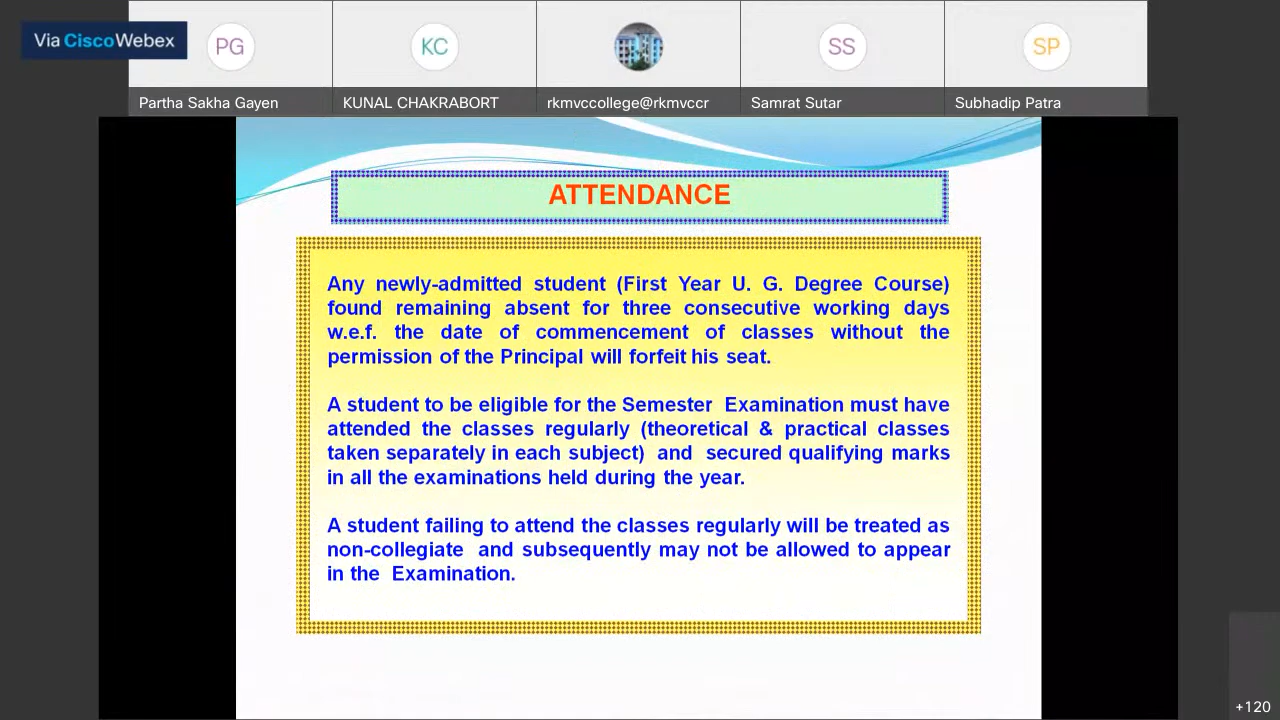 Via Cisco Webex
PG
KC
SS
SP
Partha Sakha Gayen
KUNAL CHAKRABORT
rkmvccollege@rkmvccr
Samrat Sutar
Subhadip Patra
ATTENDANCE
Any newly-admitted student (First Year U. G. Degree Course)
found remaining absent for three consecutive working days
w.e.f. the date of commencement of classes without the
permission of the Principal will forfeit his seat.
A student to be eligible for the Semester Examination must have
attended the classes regularly (theoretical & practical classes
taken separately in each subject) and secured qualifying marks
in all the examinations held during the year.
A student failing to attend the classes regularly will be treated as
non-collegiate and subsequently may not be allowed to appear
in the Examination.
+120